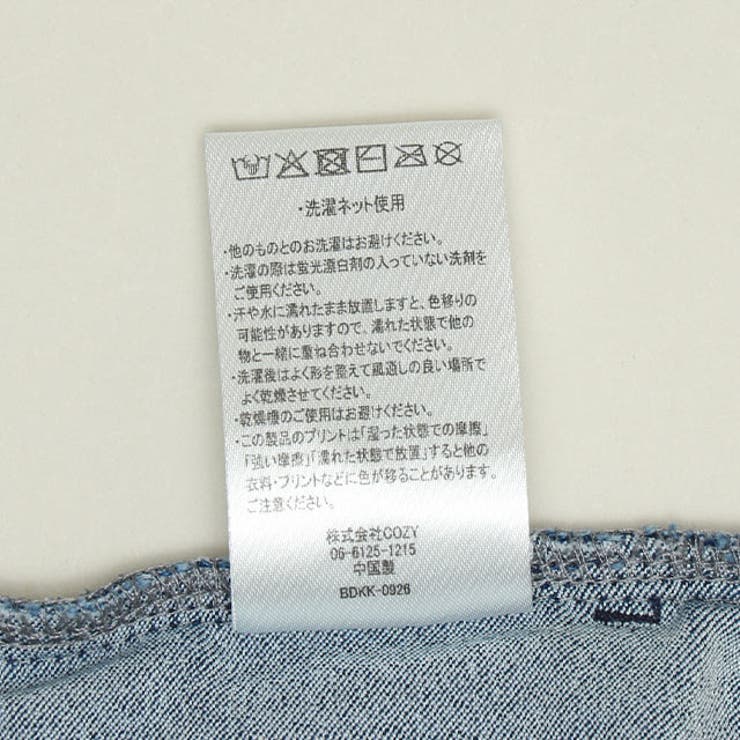 ・洗濯ネット使用
・他のものとのお洗濯はお避けください。
・洗濯の際は蛍光漂白剤の入っていない洗剤を
ご使用ください。
・汗や水に濡れたまま放置しますと、色移りの
可能性がありますので、濡れた状態で他の
物と一緒に重ね合わせないでください。
・洗濯後はよく形を整えて風通しの良い場所で
よく乾燥させてください。
・乾燥機のご使用はお避けください。
・この製品のプリントは「湿った状態での摩擦」
「強い摩擦」「濡れた状態で放置」すると他の
衣料・プリントなどに色が移ることがあります。
ご注意ください。
株式会社COZY
06-6125-1215
中国製
BDKK-0926